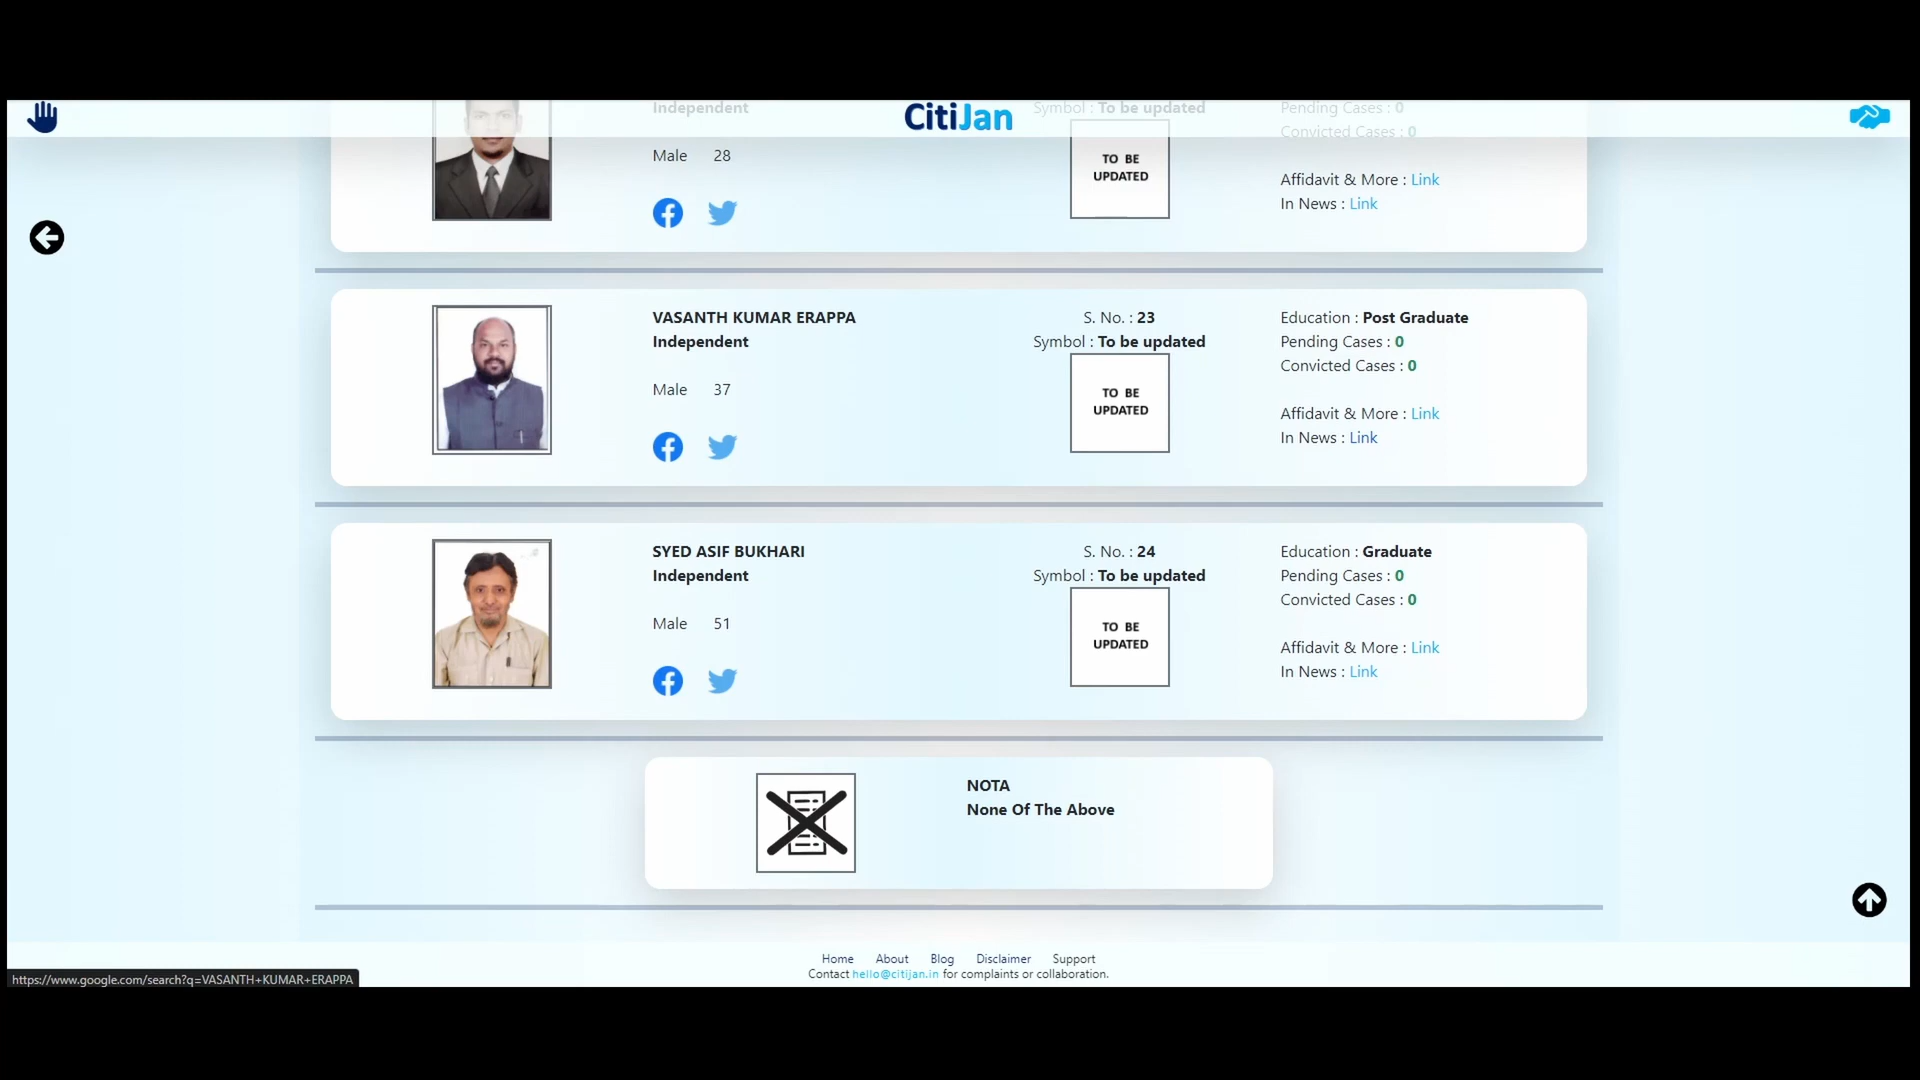 CitiJan
Independent
Male 28
Symbol : To be updated
TO BE
UPDATED
Pending Cases : 0
Convicted Cases : 0
Affidavit & More : Link
In News : Link
VASANTH KUMAR ERAPPA
Independent
Male 37
S. No. : 23
Symbol : To be updated
TO BE
UPDATED
Education : Post Graduate
Pending Cases : 0
Convicted Cases : 0
Affidavit & More : Link
In News : Link
SYED ASIF BUKHARI
Independent
Male 51
S. No. : 24
Symbol : To be updated
TO BE
UPDATED
Education : Graduate
Pending Cases : 0
Convicted Cases : 0
Affidavit & More : Link
In News : Link
NOTA
None Of The Above
Home About Blog Disclaimer Support
Contact hello@citijan.in for complaints or collaboration.
https://www.google.com/search?q=VASANTH+KUMAR+ERAPPA